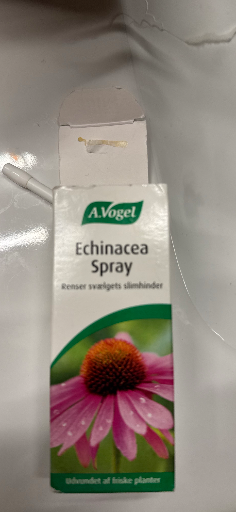 A.Vogel
Echinacea
Spray
Renser svælgets slimhinder
Udvundet af friske planter